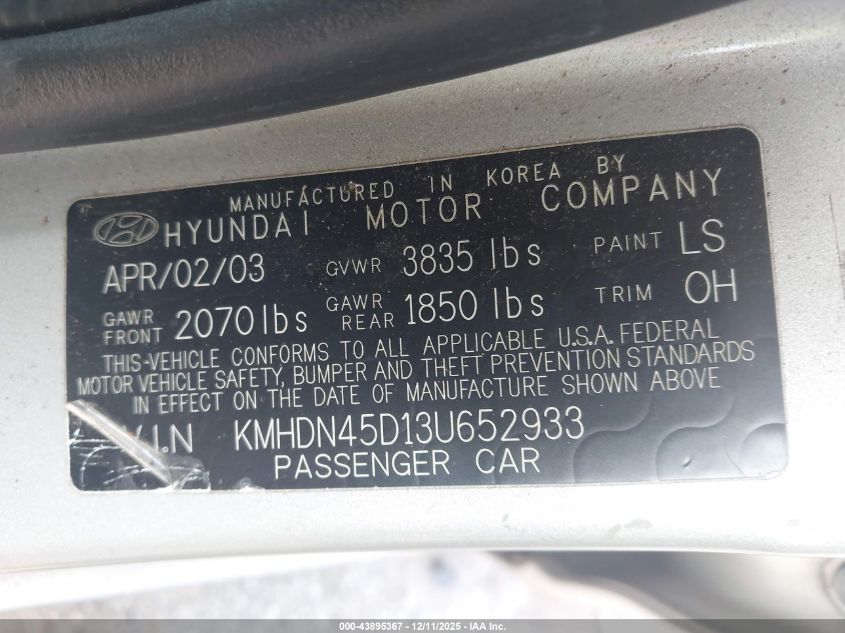 MANUFACTURED IN KOREA BY
HYUNDAI MOTOR COMPANY
APR/02/03 GVWR 3835 lbs PAINT LS
GAWR FRONT 2070 lbs GAWR REAR 1850 lbs TRIM OH
THIS-VEHICLE CONFORMS TO ALL APPLICABLE U.S.A. FEDERAL
MOTOR VEHICLE SAFETY, BUMPER AND THEFT PREVENTION STANDARDS
IN EFFECT ON THE DATE OF MANUFACTURE SHOWN ABOVE
V.I.N KMHDN45D13U652933
PASSENGER CAR
000-43895367 - 12/11/2025 - IAA Inc.